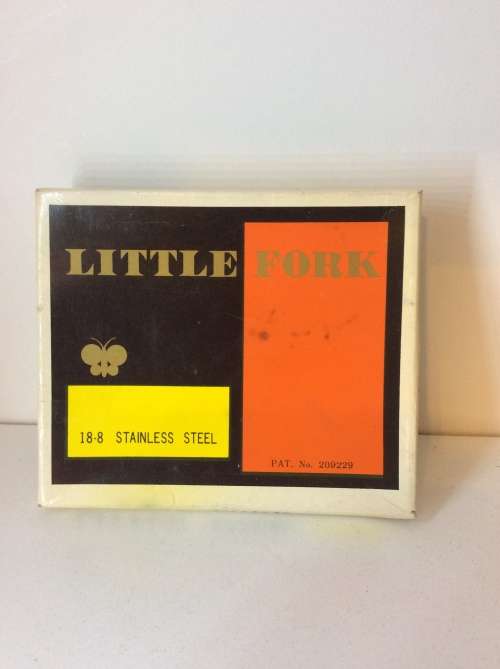 LITTLE FORK
18-8 STAINLESS STEEL
PAT. No. 209229